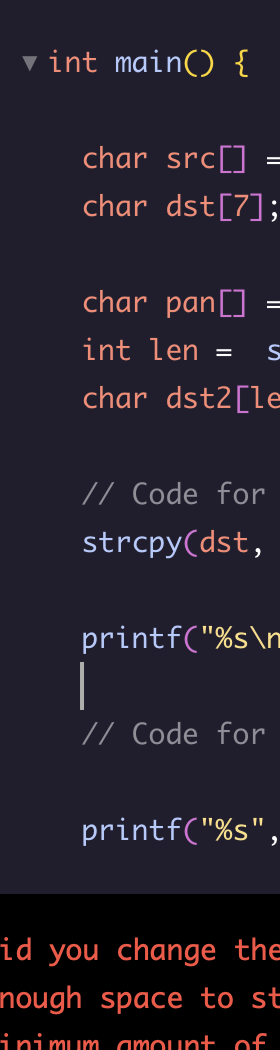 int main() {
char src[] =
char dst[7];
char pan[] =
int len = s
char dst2[le
// Code for
strcpy(dst,
printf("%s\n
// Code for
printf("%s",
id you change the
nough space to st
inimum amount of